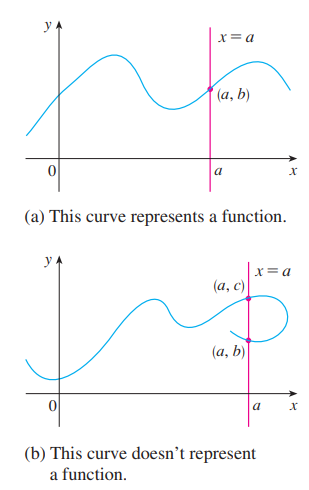 y
x = a
(a, b)
0
a
x
(a) This curve represents a function.
y
x = a
(a, c)
(a, b)
0
a
x
(b) This curve doesn't represent
a function.